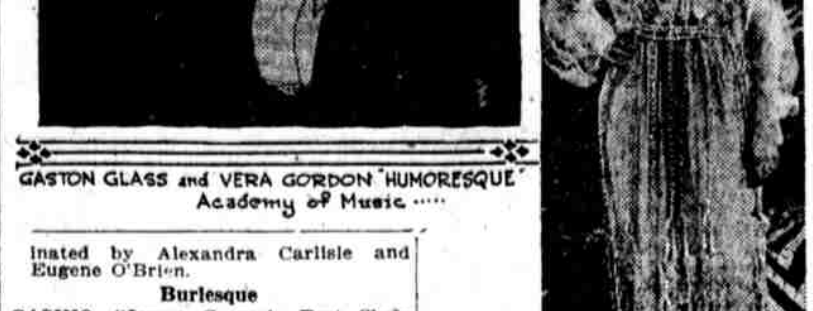 GASTON GLASS and VERA GORDON "HUMORESQUE"
Academy of Music .....
inated by Alexandra Carlisle and
Eugene O'Brien.
Burlesque